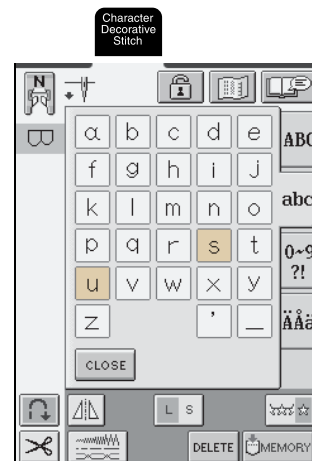 Character
Decorative
Stitch
N
a b c d e
ABC
f g h i j
k l m n o
abc
p q r s t
0~9
?!
u v w x y
z ' _
ÄÅä
CLOSE
L S
DELETE MEMORY